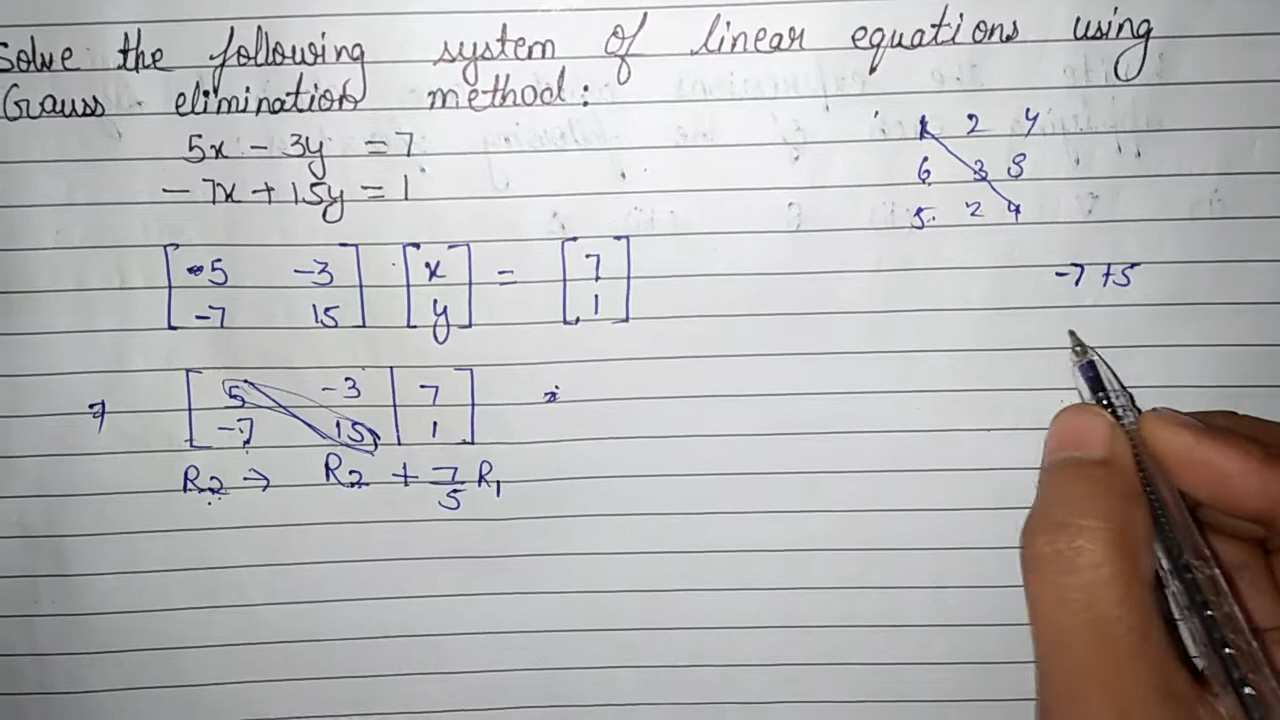 Solve the following system of linear equations using
Gauss elimination method:
5x - 3y = 7
- 7x + 15y = 1
[ 5 -3 ] [ x ] = [ 7 ]
[ -7 15 ] [ y ] [ 1 ]
[ 5 -3 | 7 ]
[ -7 15 | 1 ]
R2 → R2 + 7/5 R1
1 2 4
6 3 8
5 2 4
-7 +5